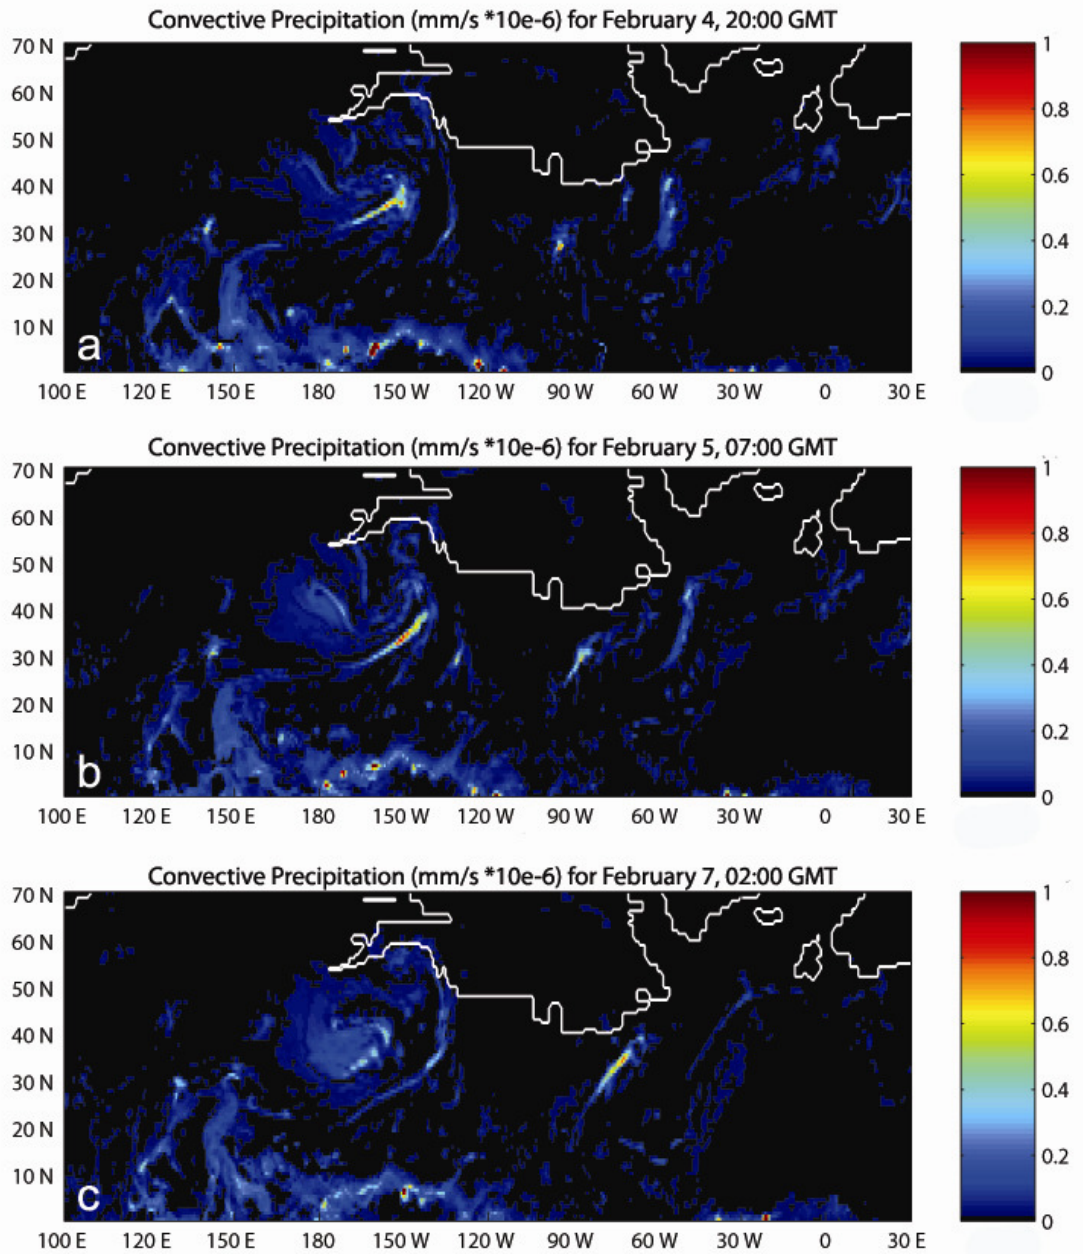 Convective Precipitation (mm/s *10e-6) for February 4, 20:00 GMT
70 N
60 N
50 N
40 N
30 N
20 N
10 N
a
100 E 120 E 150 E 180 150 W 120 W 90 W 60 W 30 W 0 30 E
1
0.8
0.6
0.4
0.2
0
Convective Precipitation (mm/s *10e-6) for February 5, 07:00 GMT
70 N
60 N
50 N
40 N
30 N
20 N
10 N
b
100 E 120 E 150 E 180 150 W 120 W 90 W 60 W 30 W 0 30 E
1
0.8
0.6
0.4
0.2
0
Convective Precipitation (mm/s *10e-6) for February 7, 02:00 GMT
70 N
60 N
50 N
40 N
30 N
20 N
10 N
c
100 E 120 E 150 E 180 150 W 120 W 90 W 60 W 30 W 0 30 E
1
0.8
0.6
0.4
0.2
0